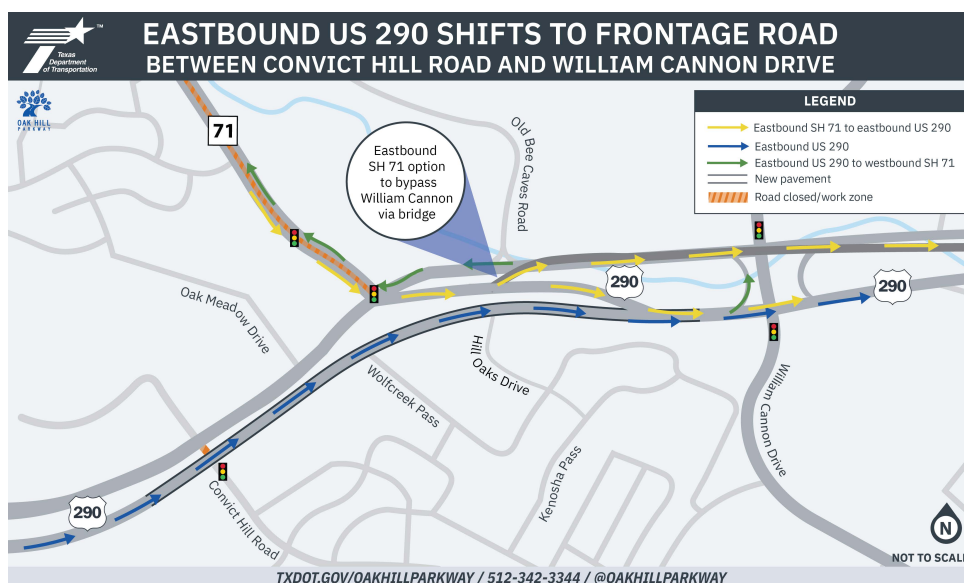 EASTBOUND US 290 SHIFTS TO FRONTAGE ROAD
BETWEEN CONVICT HILL ROAD AND WILLIAM CANNON DRIVE
TM
Texas
Department
of Transportation
OAK HILL
PARKWAY
71
Eastbound
SH 71 option
to bypass
William Cannon
via bridge
Old Bee Caves Road
LEGEND
Eastbound SH 71 to eastbound US 290
Eastbound US 290
Eastbound US 290 to westbound SH 71
New pavement
Road closed/work zone
290
290
Oak Meadow Drive
Wolfcreek Pass
Hill Oaks Drive
William Cannon Drive
Kenosha Pass
Convict Hill Road
290
N
NOT TO SCALE
TXDOT.GOV/OAKHILLPARKWAY / 512-342-3344 / @OAKHILLPARKWAY